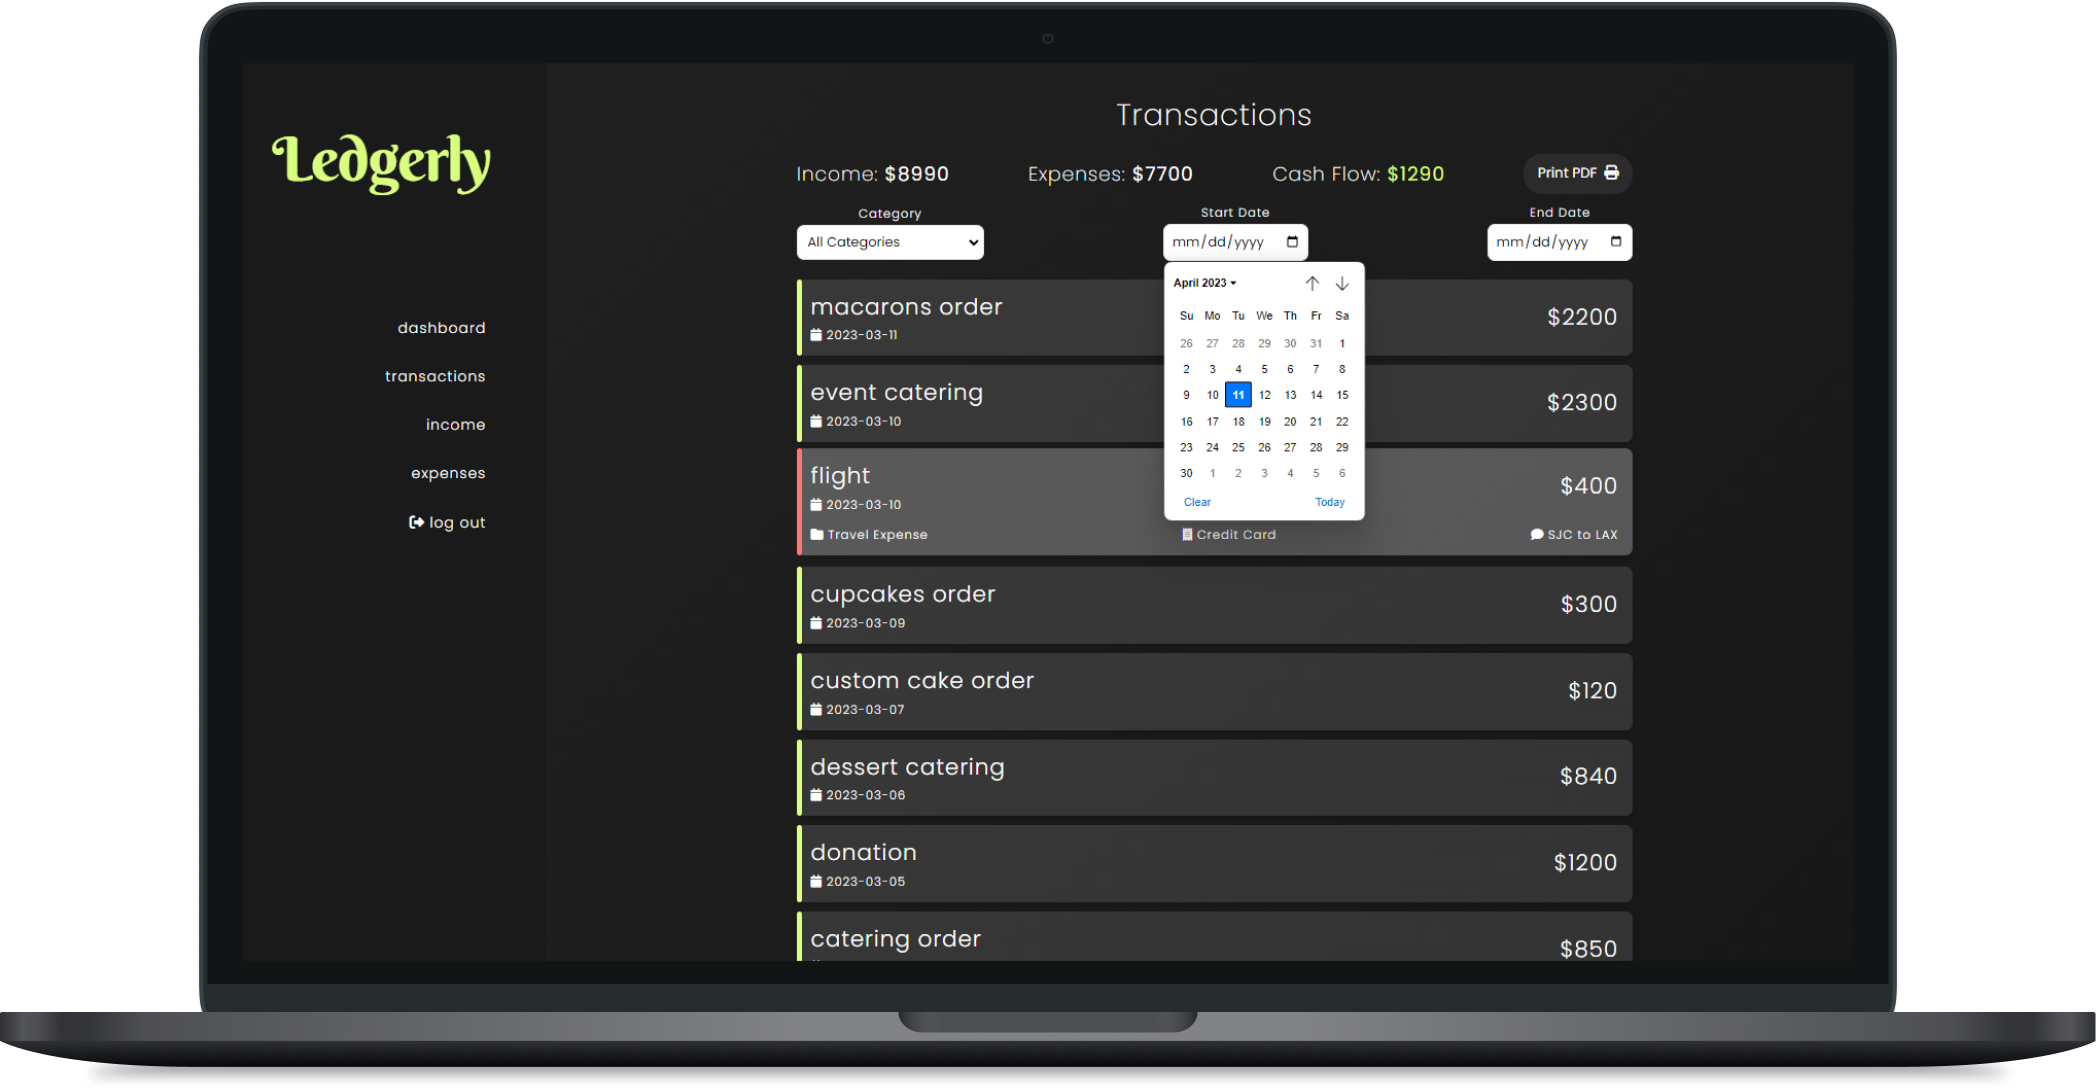 Ledgerly
dashboard
transactions
income
expenses
log out
Transactions
Income: $8990 Expenses: $7700 Cash Flow: $1290 Print PDF
Category Start Date End Date
All Categories mm/dd/yyyy mm/dd/yyyy
April 2023
Su Mo Tu We Th Fr Sa
26 27 28 29 30 31 1
2 3 4 5 6 7 8
9 10 11 12 13 14 15
16 17 18 19 20 21 22
23 24 25 26 27 28 29
30 1 2 3 4 5 6
Clear Today
macarons order $2200
2023-03-11
event catering $2300
2023-03-10
flight $400
2023-03-10
Travel Expense Credit Card SJC to LAX
cupcakes order $300
2023-03-09
custom cake order $120
2023-03-07
dessert catering $840
2023-03-06
donation $1200
2023-03-05
catering order $850